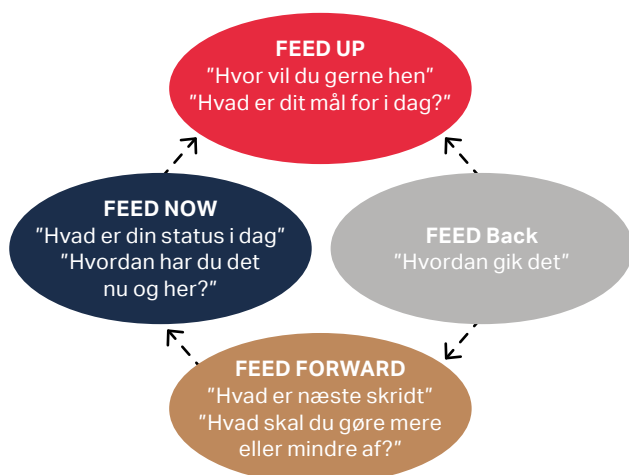 FEED UP
"Hvor vil du gerne hen"
"Hvad er dit mål for i dag?"
FEED NOW
"Hvad er din status i dag"
"Hvordan har du det
nu og her?"
FEED Back
"Hvordan gik det"
FEED FORWARD
"Hvad er næste skridt"
"Hvad skal du gøre mere
eller mindre af?"